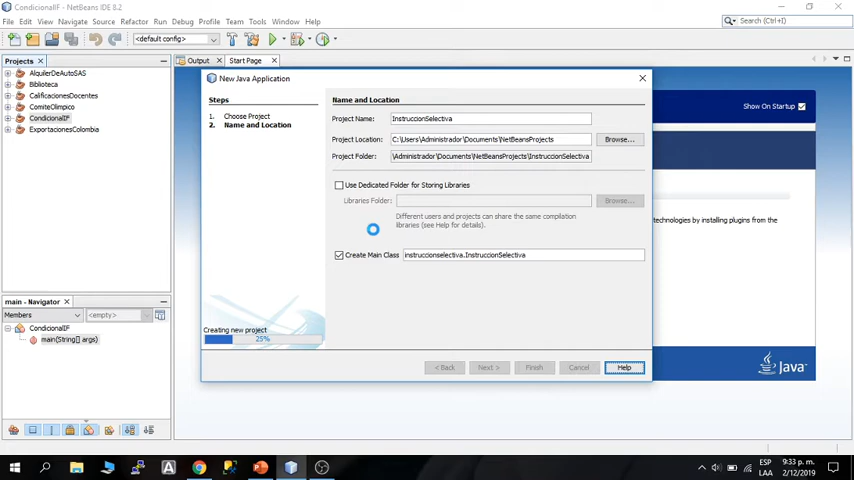 CondicionalIF - NetBeans IDE 8.2
File Edit View Navigate Source Refactor Run Debug Profile Team Tools Window Help
Search (Ctrl+I)
<default config>
Projects
Output
Start Page
AlquilerDeAutoSAS
Biblioteca
CalificacionesDocentes
ComiteOlimpico
CondicionalIF
ExportacionesColombia
Show On Startup
technologies by installing plugins from the
New Java Application
Steps
1. Choose Project
2. Name and Location
Name and Location
Project Name: InstruccionSelectiva
Project Location: C:\Users\Administrador\Documents\NetBeansProjects Browse...
Project Folder: \Administrador\Documents\NetBeansProjects\InstruccionSelectiva
Use Dedicated Folder for Storing Libraries
Libraries Folder: Browse...
Different users and projects can share the same compilation
libraries (see Help for details).
Create Main Class instruccionselectiva.InstruccionSelectiva
Creating new project
25%
< Back Next > Finish Cancel Help
main - Navigator
Members <empty>
CondicionalIF
main(String[] args)
Java
ESP
LAA
9:33 p. m.
2/12/2019